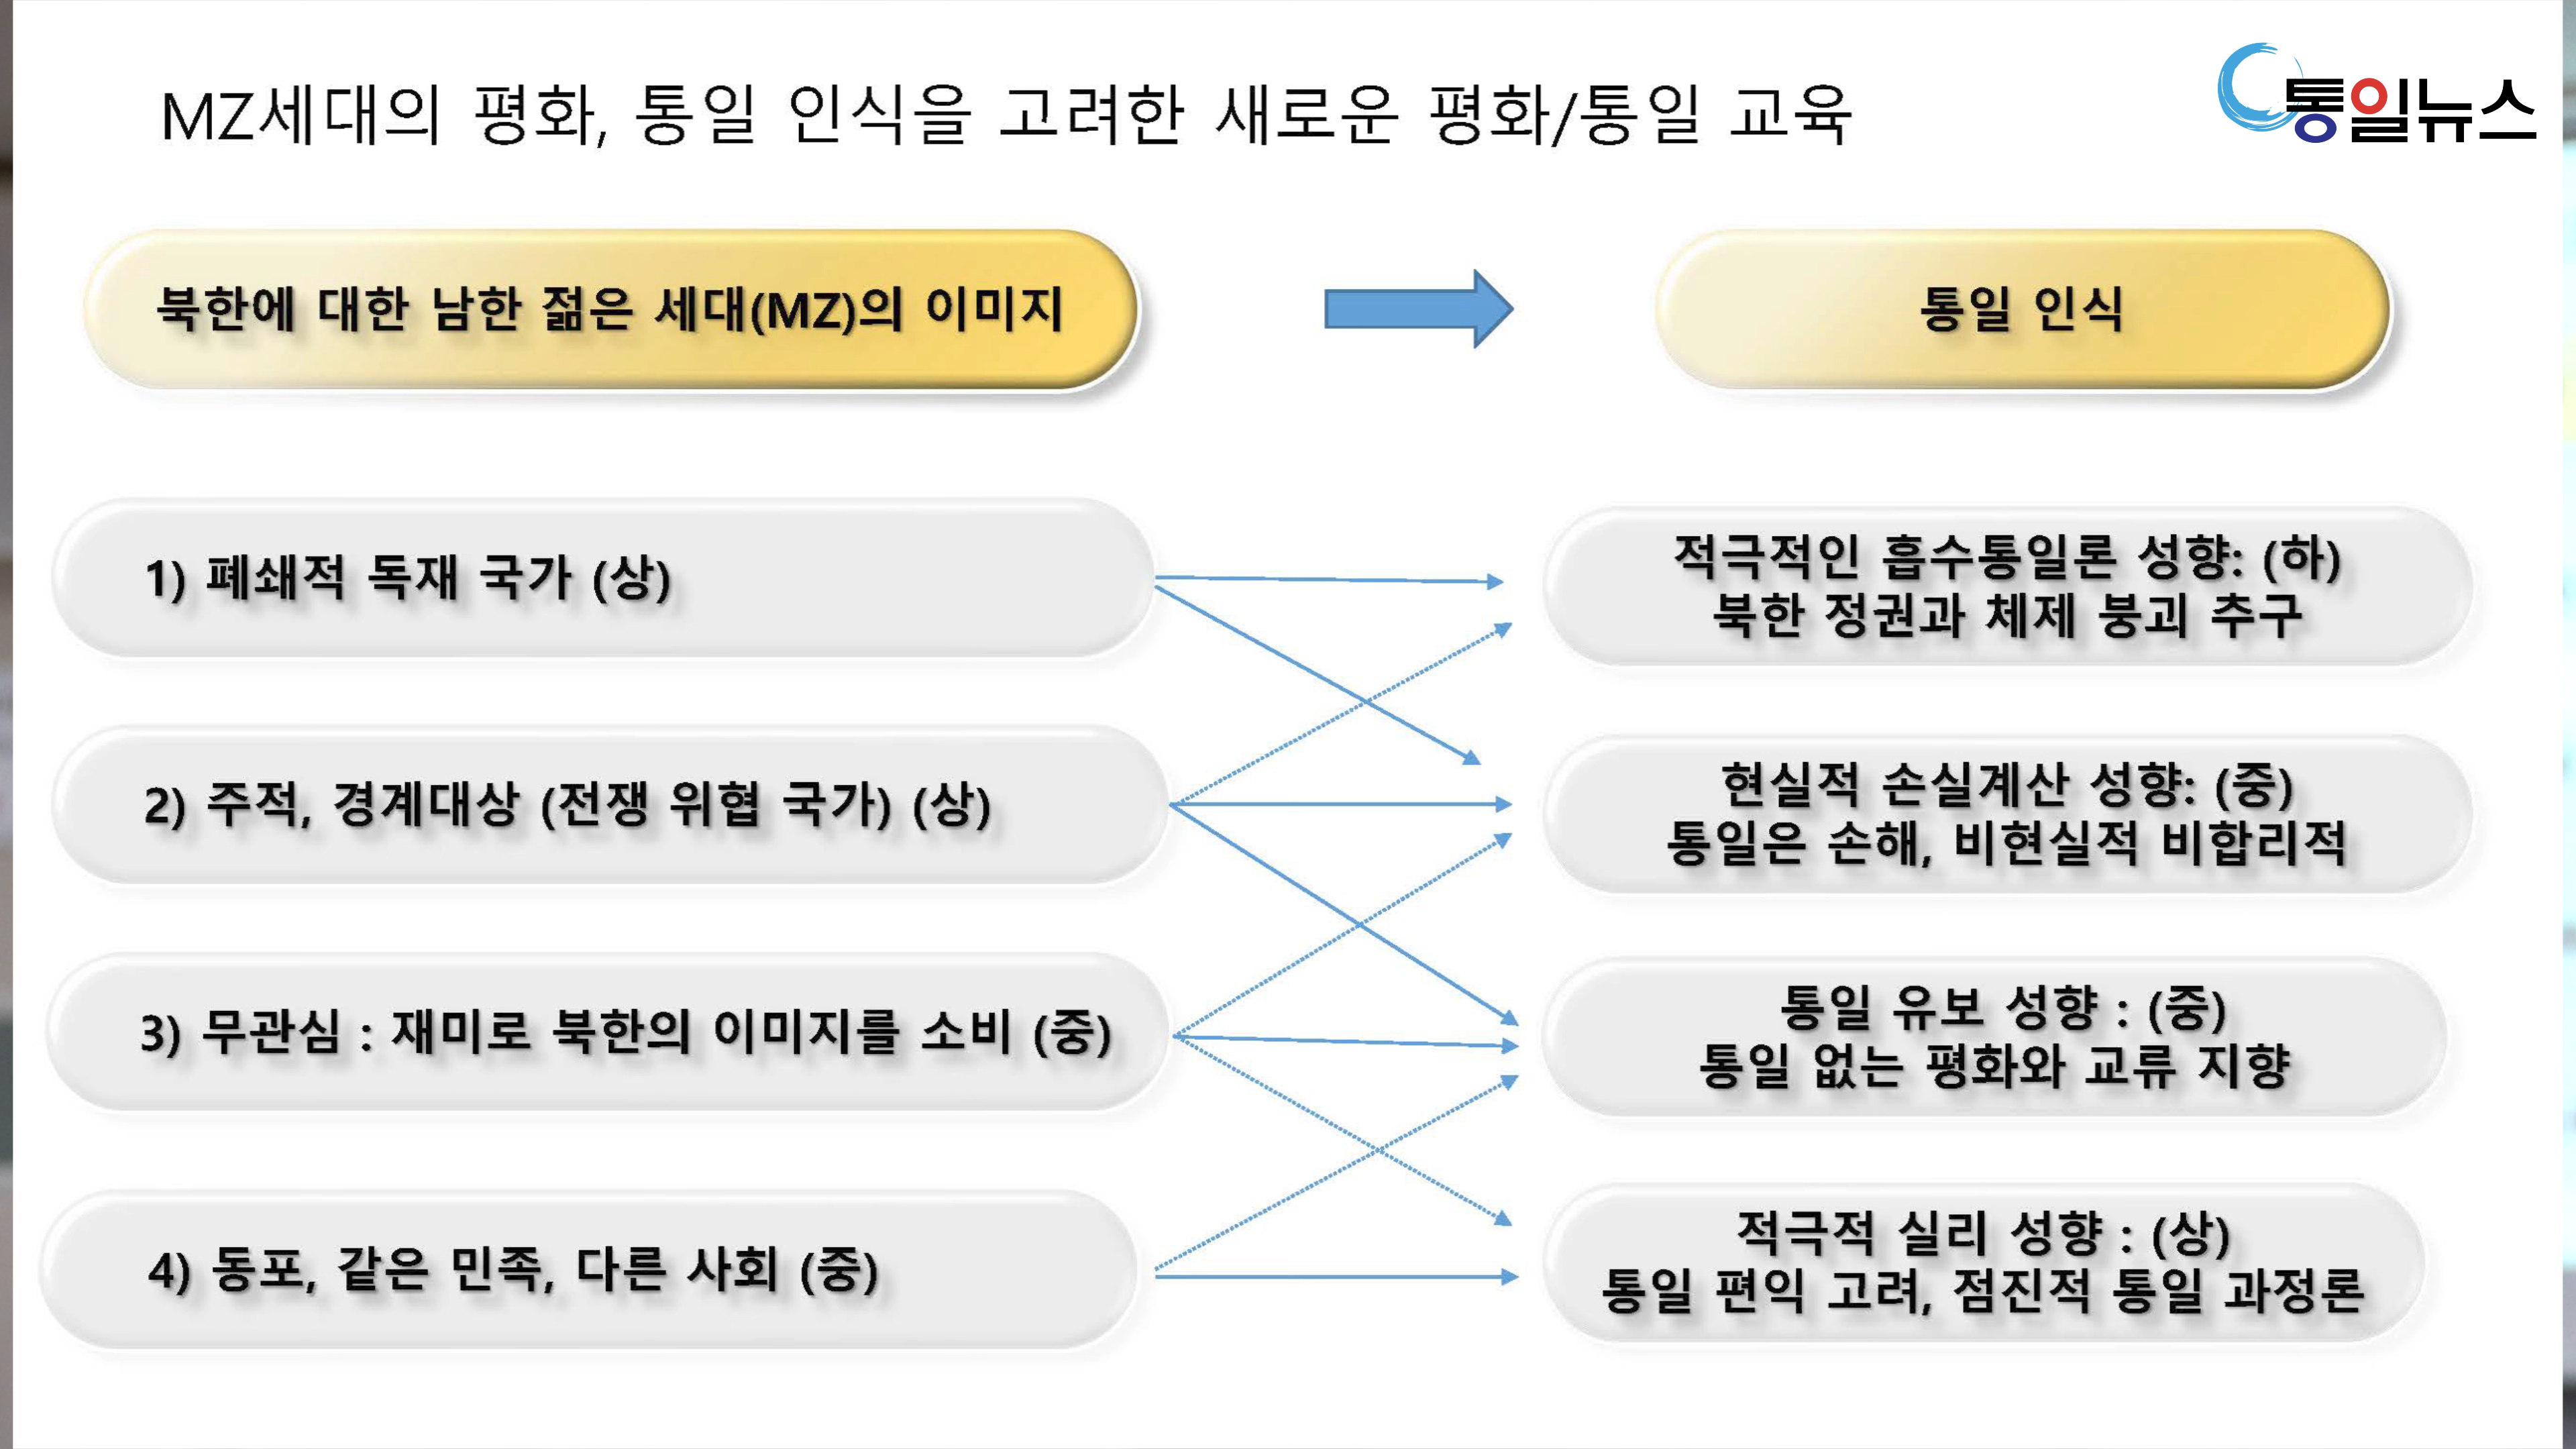 MZ세대의 평화, 통일 인식을 고려한 새로운 평화/통일 교육
통일뉴스
북한에 대한 남한 젊은 세대(MZ)의 이미지
통일 인식
1) 폐쇄적 독재 국가 (상)
적극적인 흡수통일론 성향: (하)
북한 정권과 체제 붕괴 추구
2) 주적, 경계대상 (전쟁 위협 국가) (상)
현실적 손실계산 성향: (중)
통일은 손해, 비현실적 비합리적
3) 무관심 : 재미로 북한의 이미지를 소비 (중)
통일 유보 성향 : (중)
통일 없는 평화와 교류 지향
4) 동포, 같은 민족, 다른 사회 (중)
적극적 실리 성향 : (상)
통일 편익 고려, 점진적 통일 과정론